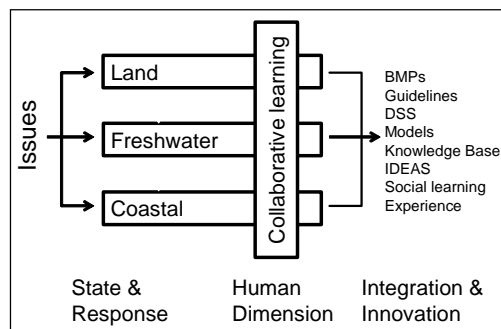 Issues
Land
Freshwater
Coastal
Collaborative learning
BMPs
Guidelines
DSS
Models
Knowledge Base
IDEAS
Social learning
Experience
State &
Response
Human
Dimension
Integration &
Innovation